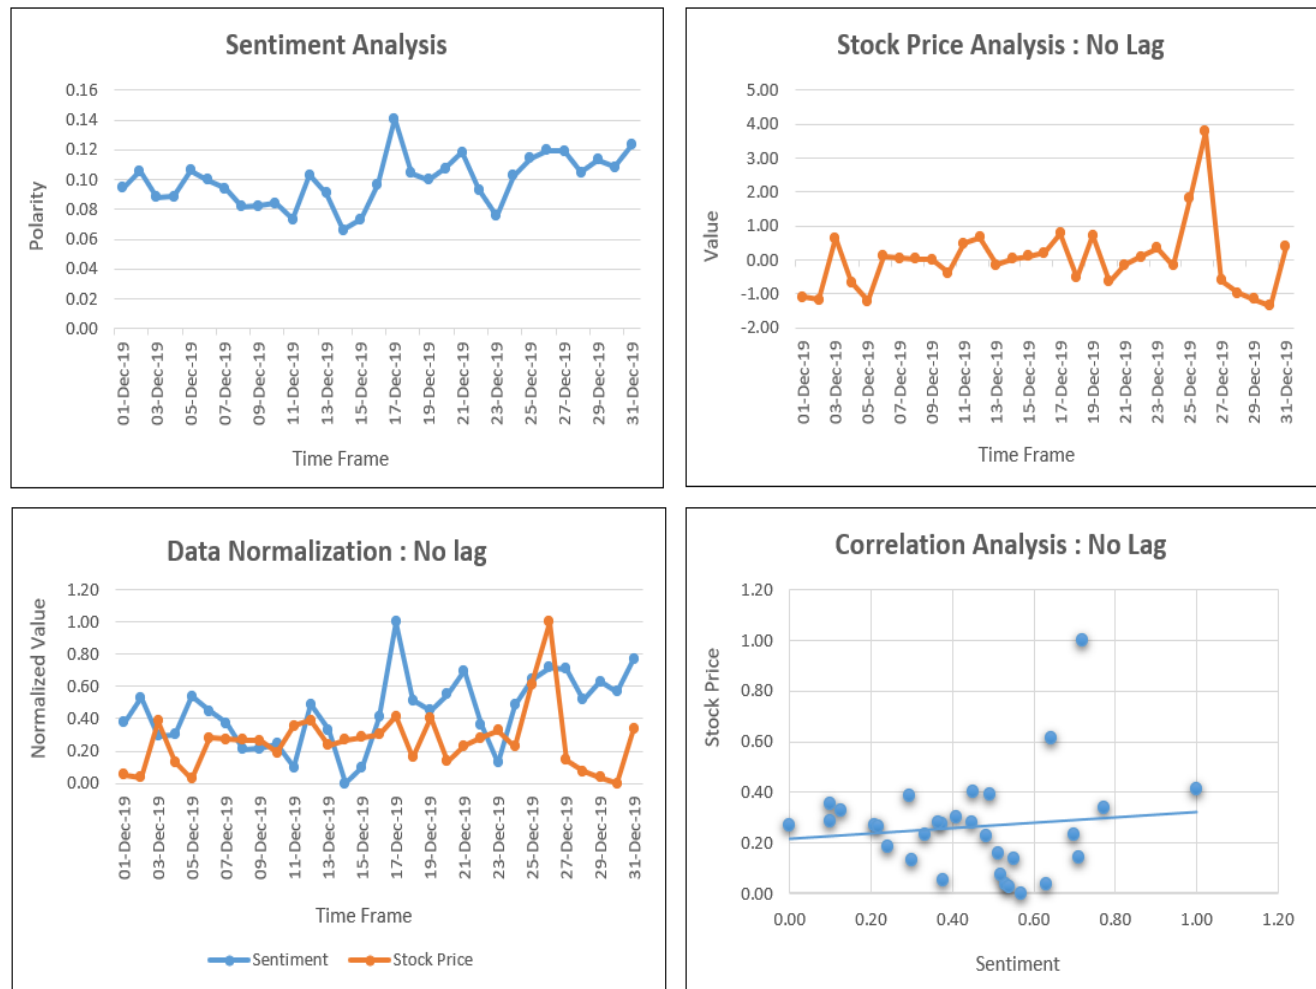 Sentiment Analysis
0.16
0.14
0.12
0.10
0.08
0.06
0.04
0.02
0.00
Polarity
01-Dec-19
03-Dec-19
05-Dec-19
07-Dec-19
09-Dec-19
11-Dec-19
13-Dec-19
15-Dec-19
17-Dec-19
19-Dec-19
21-Dec-19
23-Dec-19
25-Dec-19
27-Dec-19
29-Dec-19
31-Dec-19
Time Frame
Stock Price Analysis : No Lag
5.00
4.00
3.00
2.00
1.00
0.00
-1.00
-2.00
Value
01-Dec-19
03-Dec-19
05-Dec-19
07-Dec-19
09-Dec-19
11-Dec-19
13-Dec-19
15-Dec-19
17-Dec-19
19-Dec-19
21-Dec-19
23-Dec-19
25-Dec-19
27-Dec-19
29-Dec-19
31-Dec-19
Time Frame
Data Normalization : No lag
1.20
1.00
0.80
0.60
0.40
0.20
0.00
Normalized Value
01-Dec-19
03-Dec-19
05-Dec-19
07-Dec-19
09-Dec-19
11-Dec-19
13-Dec-19
15-Dec-19
17-Dec-19
19-Dec-19
21-Dec-19
23-Dec-19
25-Dec-19
27-Dec-19
29-Dec-19
31-Dec-19
Time Frame
Sentiment
Stock Price
Correlation Analysis : No Lag
1.20
1.00
0.80
0.60
0.40
0.20
0.00
Stock Price
0.00 0.20 0.40 0.60 0.80 1.00 1.20
Sentiment